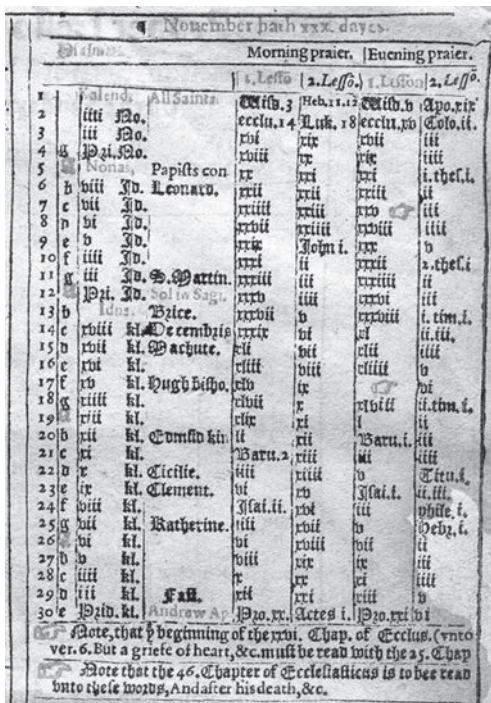 ¶ Nouember hath xxx. dayes.
Psalmes. Morning praier. | Euening praier.
1.Lesso | 2.Lesso. | 1.Lesson | 2.Lessõ.
1 Kalend. All Saints Wisd. 3 Heb.11.12 Wisd. v Apo.xix
2 iiii No. ecclu.14 Luk. 18 ecclu.xv Colo.ii.
3 iii No. xvi xix xvii iii
4 g Pri. No. xviii xx xix iiii
5 Nonas, Papists con xx xxi xxi i.thes.i.
6 b viii Id. Leonard. xxii xxii xxiii ii
7 c vii Id. xxiiii xxiii xxv iii
8 d vi Id. xxvii xxiiii xxviii iiii
9 e v Id. xxix John i. xxx v
10 f iiii Id. xxxi ii xxxii 2.thes.i
11 g iii Id. S.Martin. xxxiii iii xxxiiii ii
12 Pri. Id. Sol in Sagi. xxxv iiii xxxvi iii
13 b Idus. Brice. xxxvii v xxxviii i. tim.i.
14 c xviii kl. Decembris xxxix vi xl ii.iii.
15 d xvii kl. Machute. xli vii xlii iiii
16 c xvi kl. xliii viii xliiii v
17 f xv kl. Hugh bisho. xlv ix vi
18 g xiiii kl. xlvii x xlviii ii.tim.i.
19 xiii kl. xlix xi l ii
20 b xii kl. Edmũd kin li xii Baru.i. iii
21 c xi kl. Baru.2 xiii iii iiii
22 d x kl. Cicilie. iiii xiiii v Titu.i.
23 e ix kl. Clement. vi xv Isai.i. ii.iii.
24 f viii kl. Isai.ii. xvi iii phile.i.
25 g vii kl. Katherine. iiii xvii v Hebr.i.
26 vi kl. vi xviii vii ii
27 b v kl. viii xix ix iii
28 c iiii kl. x xx xi iiii
29 d iii kl. Fast. xii xxi v
30 e Prid. kl. Andrew Ap Pro.xx. Actes i. Pro.xxi vi
Note, that ẏ beginning of the xxvi. Chap. of Ecclus. (vnto
ver.6. But a griefe of heart, &c. must be read with the 25. Chap
Note that the 46. Chapter of Ecclesiasticus is to bee read
vnto these words, And after his death, &c.